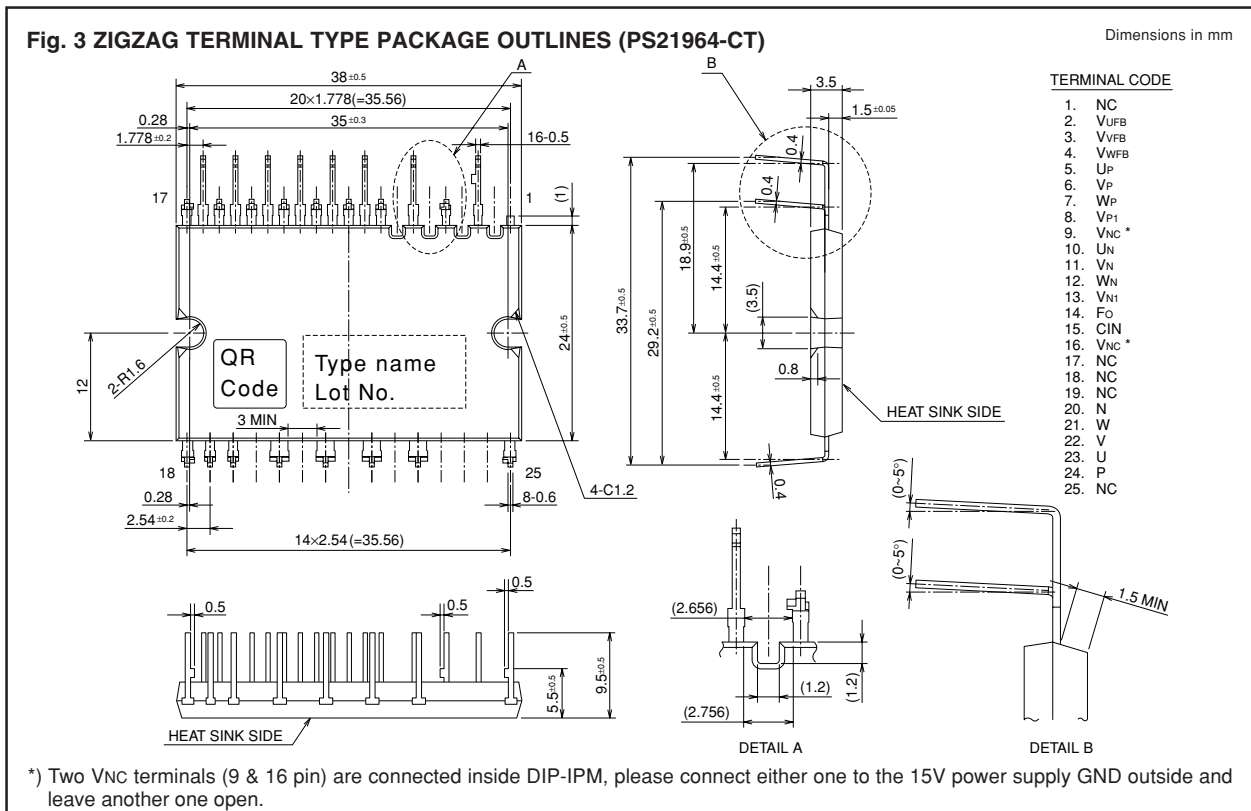 Fig. 3 ZIGZAG TERMINAL TYPE PACKAGE OUTLINES (PS21964-CT)
Dimensions in mm
A
38±0.5
20×1.778(=35.56)
0.28
35±0.3
1.778±0.2
16-0.5
17
1
(1)
24±0.5
12
2-R1.6
QR
Code
Type name
Lot No.
3 MIN
18
25
0.28
4-C1.2
8-0.6
2.54±0.2
14×2.54(=35.56)
B
3.5
1.5±0.05
0.4
0.4
33.7±0.5
29.2±0.5
18.9±0.5
14.4±0.5
(3.5)
0.8
14.4±0.5
HEAT SINK SIDE
0.4
TERMINAL CODE
1. NC
2. VUFB
3. VVFB
4. VWFB
5. UP
6. VP
7. WP
8. VP1
9. VNC *
10. UN
11. VN
12. WN
13. VN1
14. FO
15. CIN
16. VNC *
17. NC
18. NC
19. NC
20. N
21. W
22. V
23. U
24. P
25. NC
0.5
0.5
0.5
5.5±0.5
9.5±0.5
HEAT SINK SIDE
(2.656)
(1.2)
(1.2)
(2.756)
DETAIL A
(0~5°)
(0~5°)
1.5 MIN
DETAIL B
*) Two VNC terminals (9 & 16 pin) are connected inside DIP-IPM, please connect either one to the 15V power supply GND outside and
leave another one open.